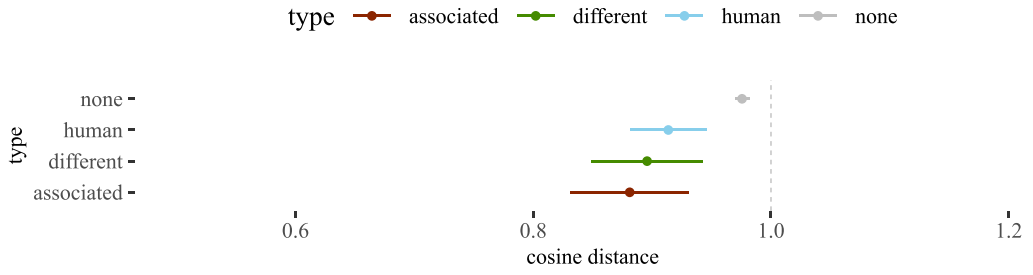 type associated different human none
none
human
different
associated
type
0.6 0.8 1.0 1.2
cosine distance